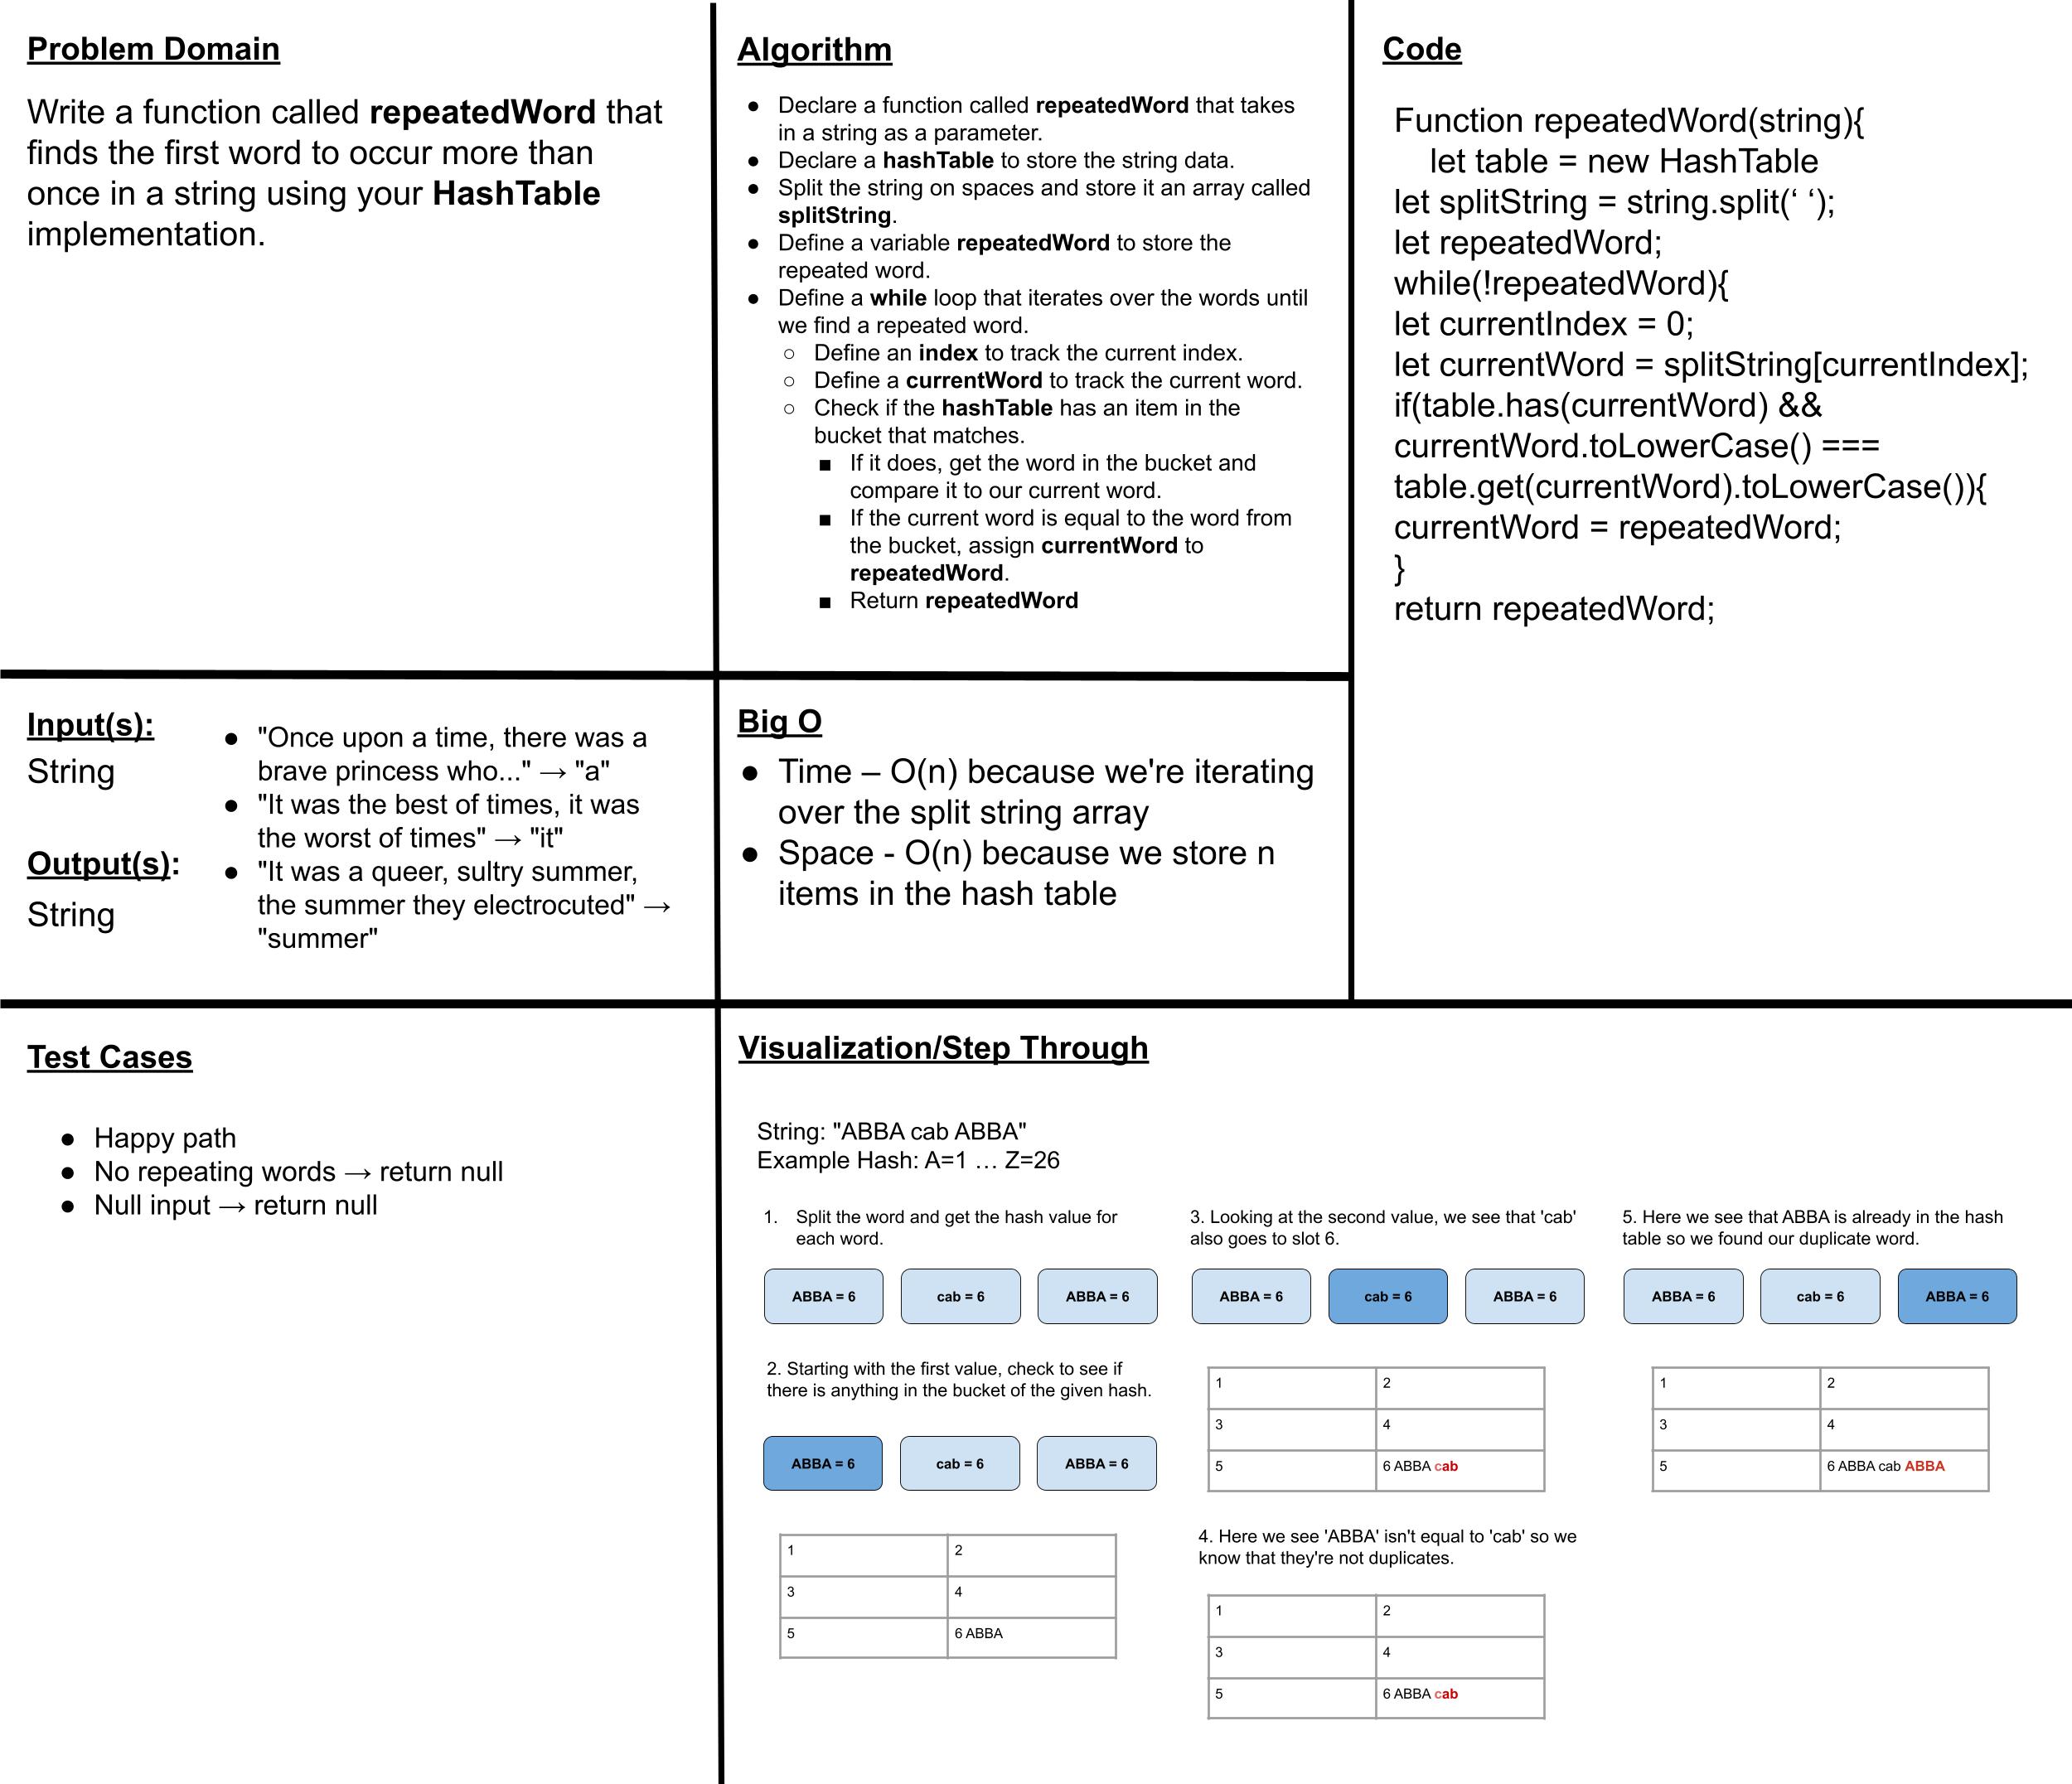 Problem Domain
Write a function called repeatedWord that
finds the first word to occur more than
once in a string using your HashTable
implementation.
Algorithm
● Declare a function called repeatedWord that takes
in a string as a parameter.
● Declare a hashTable to store the string data.
● Split the string on spaces and store it an array called
splitString.
● Define a variable repeatedWord to store the
repeated word.
● Define a while loop that iterates over the words until
we find a repeated word.
○ Define an index to track the current index.
○ Define a currentWord to track the current word.
○ Check if the hashTable has an item in the
bucket that matches.
■ If it does, get the word in the bucket and
compare it to our current word.
■ If the current word is equal to the word from
the bucket, assign currentWord to
repeatedWord.
■ Return repeatedWord
Code
Function repeatedWord(string){
let table = new HashTable
let splitString = string.split(‘ ‘);
let repeatedWord;
while(!repeatedWord){
let currentIndex = 0;
let currentWord = splitString[currentIndex];
if(table.has(currentWord) &&
currentWord.toLowerCase() ===
table.get(currentWord).toLowerCase()){
currentWord = repeatedWord;
}
return repeatedWord;
Input(s):
String
Output(s):
String
● "Once upon a time, there was a
brave princess who..." → "a"
● "It was the best of times, it was
the worst of times" → "it"
● "It was a queer, sultry summer,
the summer they electrocuted" →
"summer"
Big O
● Time – O(n) because we're iterating
over the split string array
● Space - O(n) because we store n
items in the hash table
Test Cases
● Happy path
● No repeating words → return null
● Null input → return null
Visualization/Step Through
String: "ABBA cab ABBA"
Example Hash: A=1 … Z=26
1. Split the word and get the hash value for
each word.
ABBA = 6 cab = 6 ABBA = 6
2. Starting with the first value, check to see if
there is anything in the bucket of the given hash.
ABBA = 6 cab = 6 ABBA = 6
1 2
3 4
5 6 ABBA
3. Looking at the second value, we see that 'cab'
also goes to slot 6.
ABBA = 6 cab = 6 ABBA = 6
1 2
3 4
5 6 ABBA cab
4. Here we see 'ABBA' isn't equal to 'cab' so we
know that they're not duplicates.
1 2
3 4
5 6 ABBA cab
5. Here we see that ABBA is already in the hash
table so we found our duplicate word.
ABBA = 6 cab = 6 ABBA = 6
1 2
3 4
5 6 ABBA cab ABBA